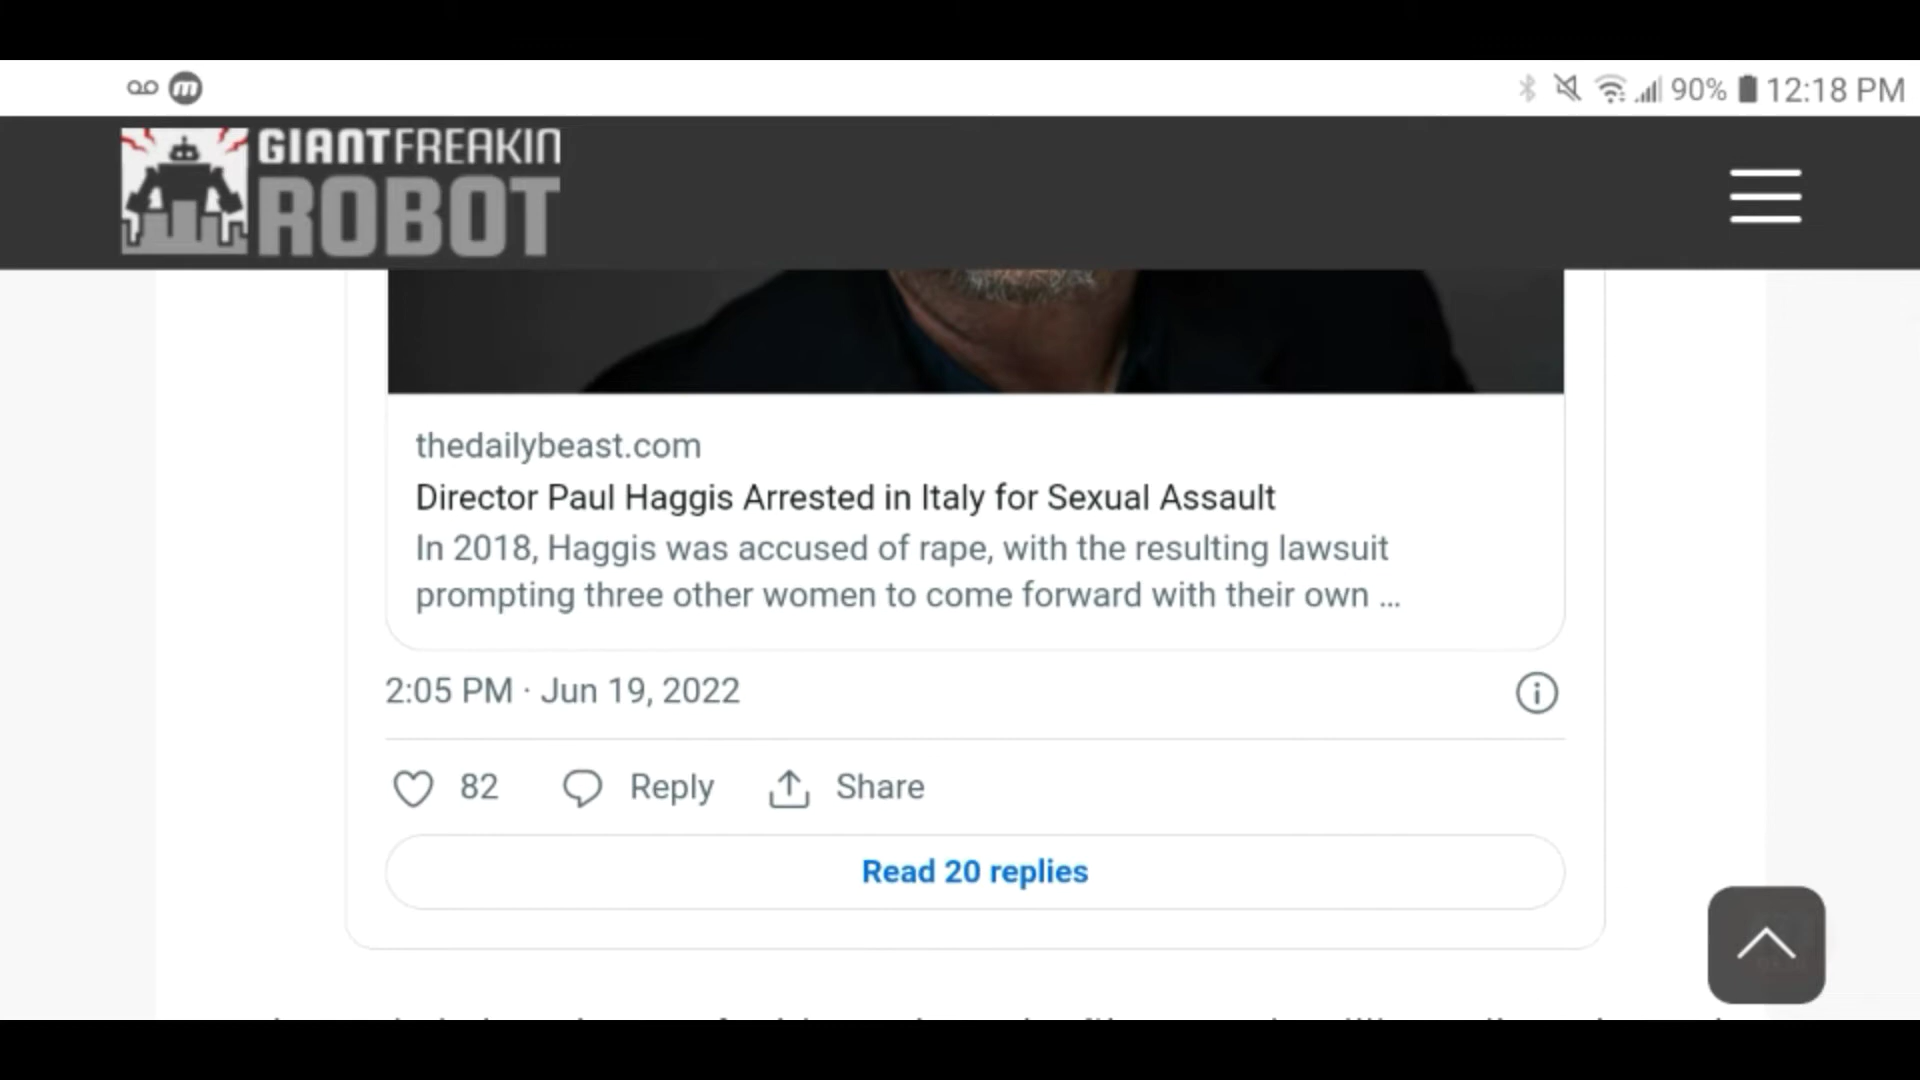 90% 12:18 PM
GIANTFREAKIN
ROBOT
thedailybeast.com
Director Paul Haggis Arrested in Italy for Sexual Assault
In 2018, Haggis was accused of rape, with the resulting lawsuit
prompting three other women to come forward with their own ...
2:05 PM · Jun 19, 2022
82 Reply Share
Read 20 replies